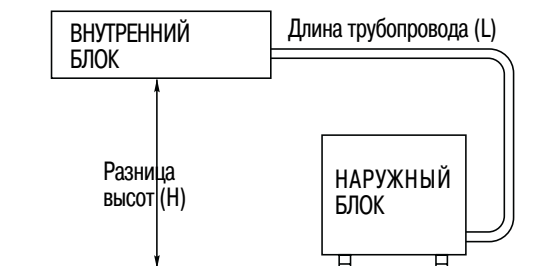 ВНУТРЕННИЙ
БЛОК
Длина трубопровода (L)
Разница
высот (H)
НАРУЖНЫЙ
БЛОК